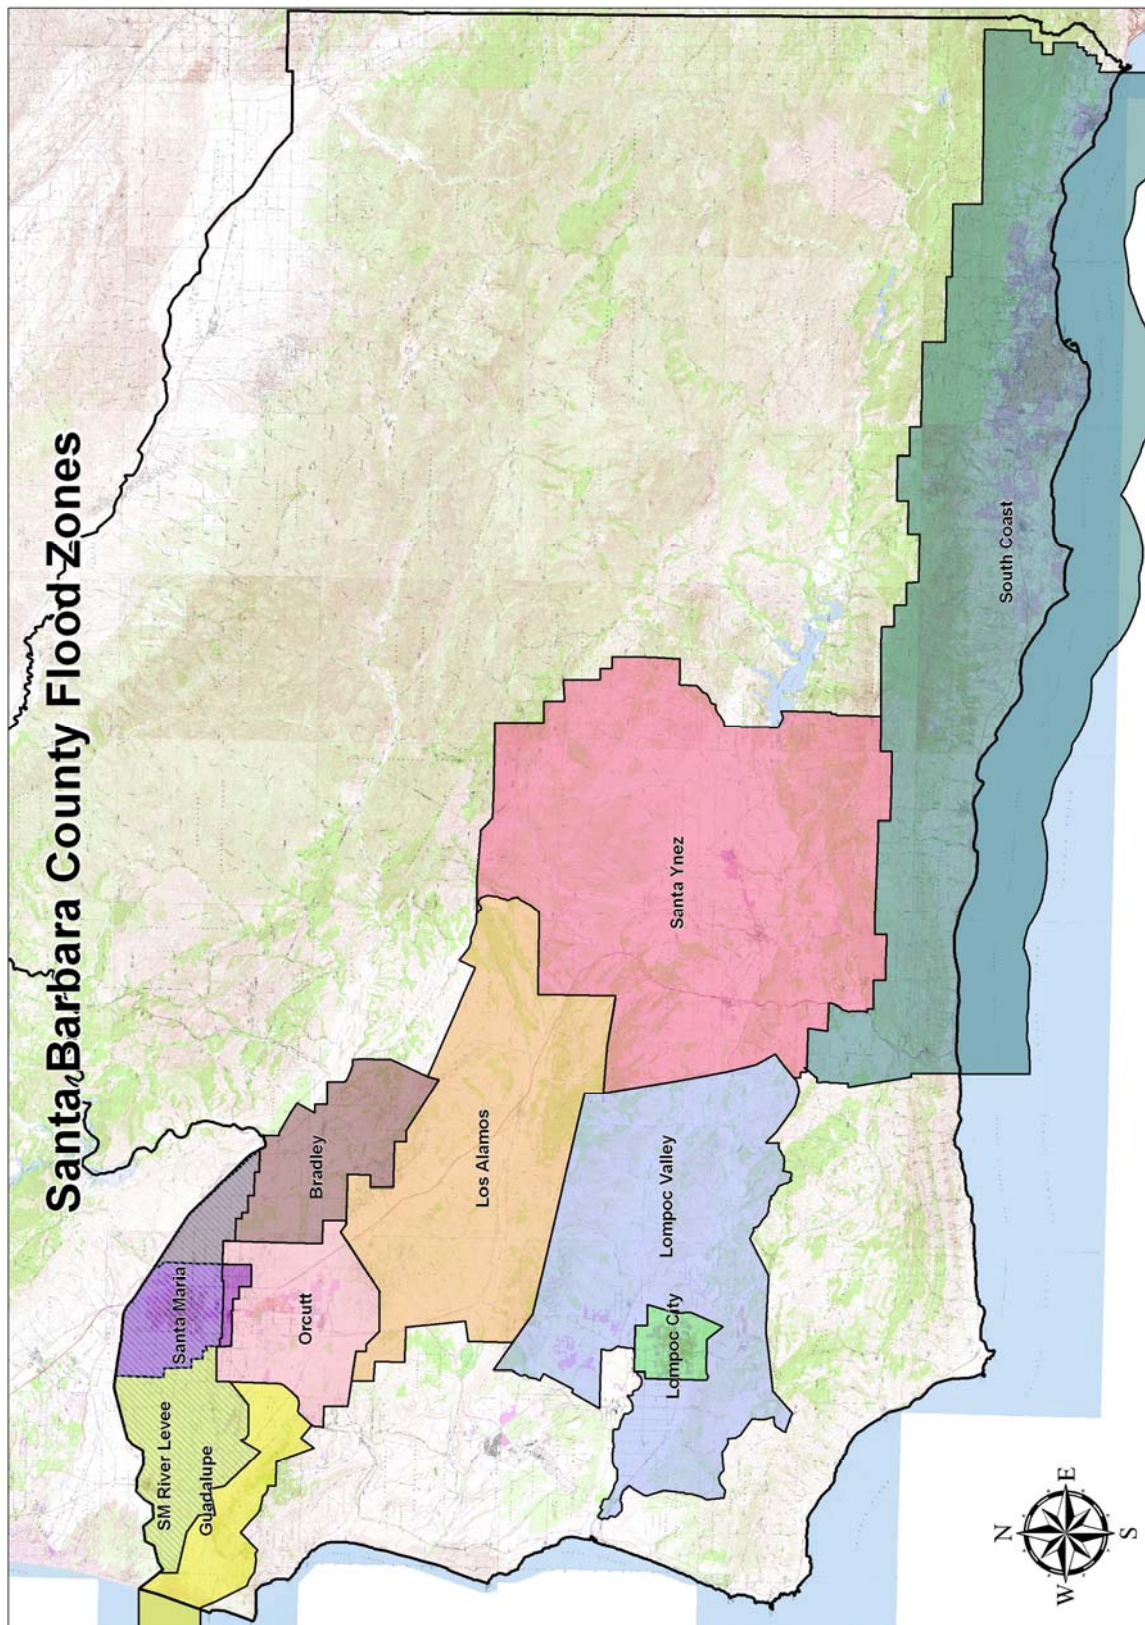 Santa Barbara County Flood Zones
SM River Levee
Guadalupe
Santa Maria
Orcutt
Bradley
Los Alamos
Lompoc City
Lompoc Valley
Santa Ynez
South Coast
N
W
E
S